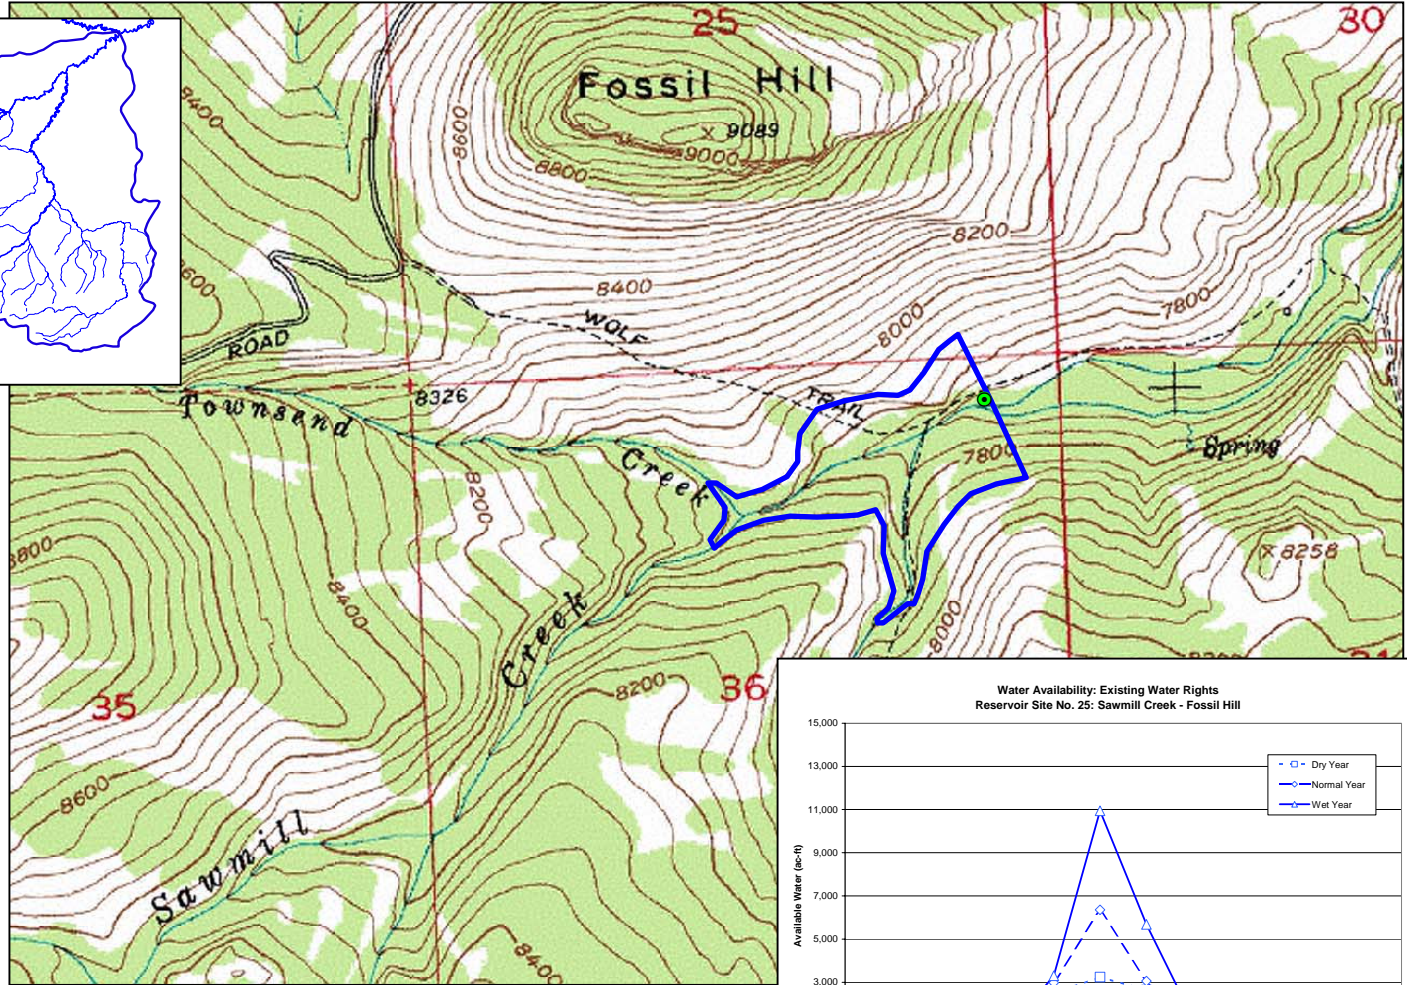 25
30
Fossil Hill
8400
8600
9089
9000
8800
8200
8400
7800
8000
WOLF
ROAD
TRAIL
8326
Townsend
Creek
Spring
7800
8200
8258
8400
Creek
8000
8200
36
35
8600
Sawmill
8400
Water Availability: Existing Water Rights
Reservoir Site No. 25: Sawmill Creek - Fossil Hill
15,000
13,000
11,000
9,000
7,000
5,000
3,000
Available Water (ac-ft)
Dry Year
Normal Year
Wet Year